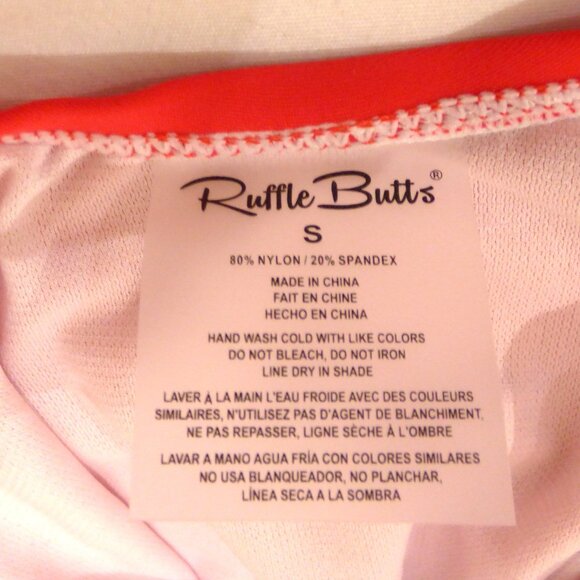 Ruffle Butts®
S
80% NYLON / 20% SPANDEX
MADE IN CHINA
FAIT EN CHINE
HECHO EN CHINA
HAND WASH COLD WITH LIKE COLORS
DO NOT BLEACH, DO NOT IRON
LINE DRY IN SHADE
LAVER À LA MAIN L'EAU FROIDE AVEC DES COULEURS
SIMILAIRES, N'UTILISEZ PAS D'AGENT DE BLANCHIMENT,
NE PAS REPASSER, LIGNE SÈCHE À L'OMBRE
LAVAR A MANO AGUA FRÍA CON COLORES SIMILARES
NO USA BLANQUEADOR, NO PLANCHAR,
LÍNEA SECA A LA SOMBRA